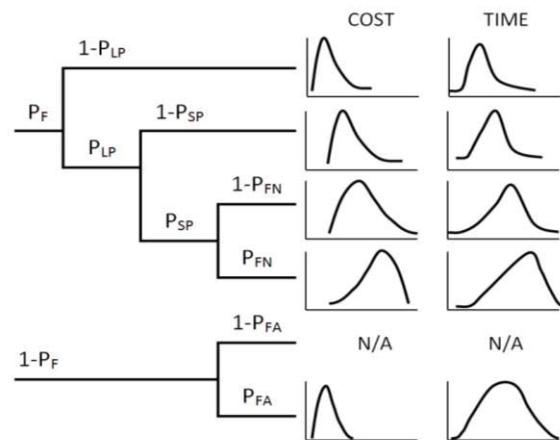 COST TIME
1-P_LP
P_F 1-P_SP
P_LP
1-P_FN
P_SP
P_FN
1-P_FA N/A N/A
1-P_F
P_FA